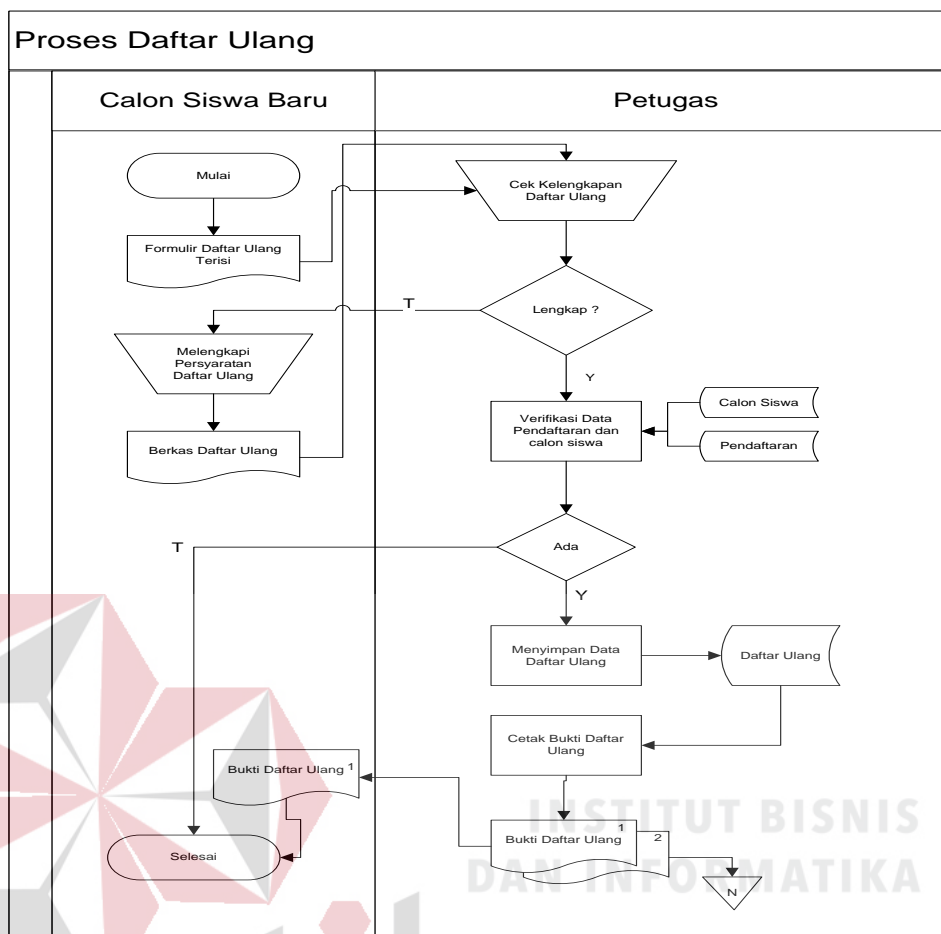 Proses Daftar Ulang
Calon Siswa Baru
Petugas
Mulai
Cek Kelengkapan
Daftar Ulang
Formulir Daftar Ulang
Terisi
T
Lengkap ?
Melengkapi
Persyaratan
Daftar Ulang
Y
Calon Siswa
Verifikasi Data
Pendaftaran dan
calon siswa
Pendaftaran
Berkas Daftar Ulang
T
Ada
Y
Menyimpan Data
Daftar Ulang
Daftar Ulang
Cetak Bukti Daftar
Ulang
Bukti Daftar Ulang 1
INSTITUT BISNIS
Bukti Daftar Ulang 1
2
Selesai
DAN INFORMATIKA
N